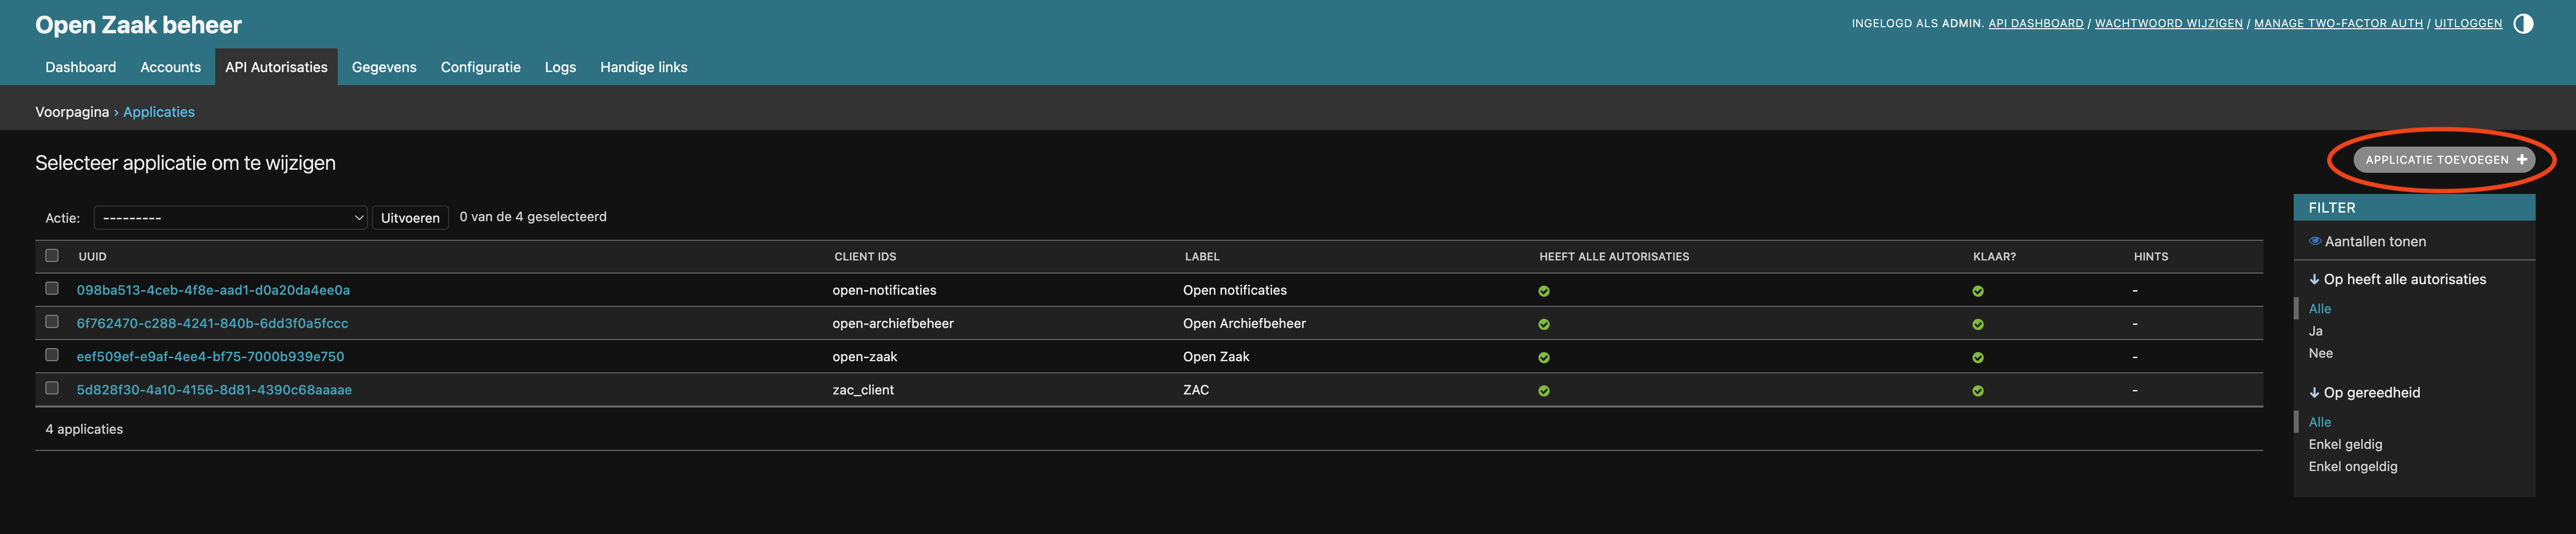 Open Zaak beheer
INGELOGD ALS ADMIN. API DASHBOARD / WACHTWOORD WIJZIGEN / MANAGE TWO-FACTOR AUTH / UITLOGGEN
Dashboard Accounts API Autorisaties Gegevens Configuratie Logs Handige links
Voorpagina › Applicaties
Selecteer applicatie om te wijzigen
APPLICATIE TOEVOEGEN +
Actie: --------- Uitvoeren 0 van de 4 geselecteerd
UUID CLIENT IDS LABEL HEEFT ALLE AUTORISATIES KLAAR? HINTS
098ba513-4ceb-4f8e-aad1-d0a20da4ee0a open-notificaties Open notificaties -
6f762470-c288-4241-840b-6dd3f0a5fccc open-archiefbeheer Open Archiefbeheer -
eef509ef-e9af-4ee4-bf75-7000b939e750 open-zaak Open Zaak -
5d828f30-4a10-4156-8d81-4390c68aaaae zac_client ZAC -
4 applicaties
FILTER
Aantallen tonen
↓ Op heeft alle autorisaties
Alle
Ja
Nee
↓ Op gereedheid
Alle
Enkel geldig
Enkel ongeldig